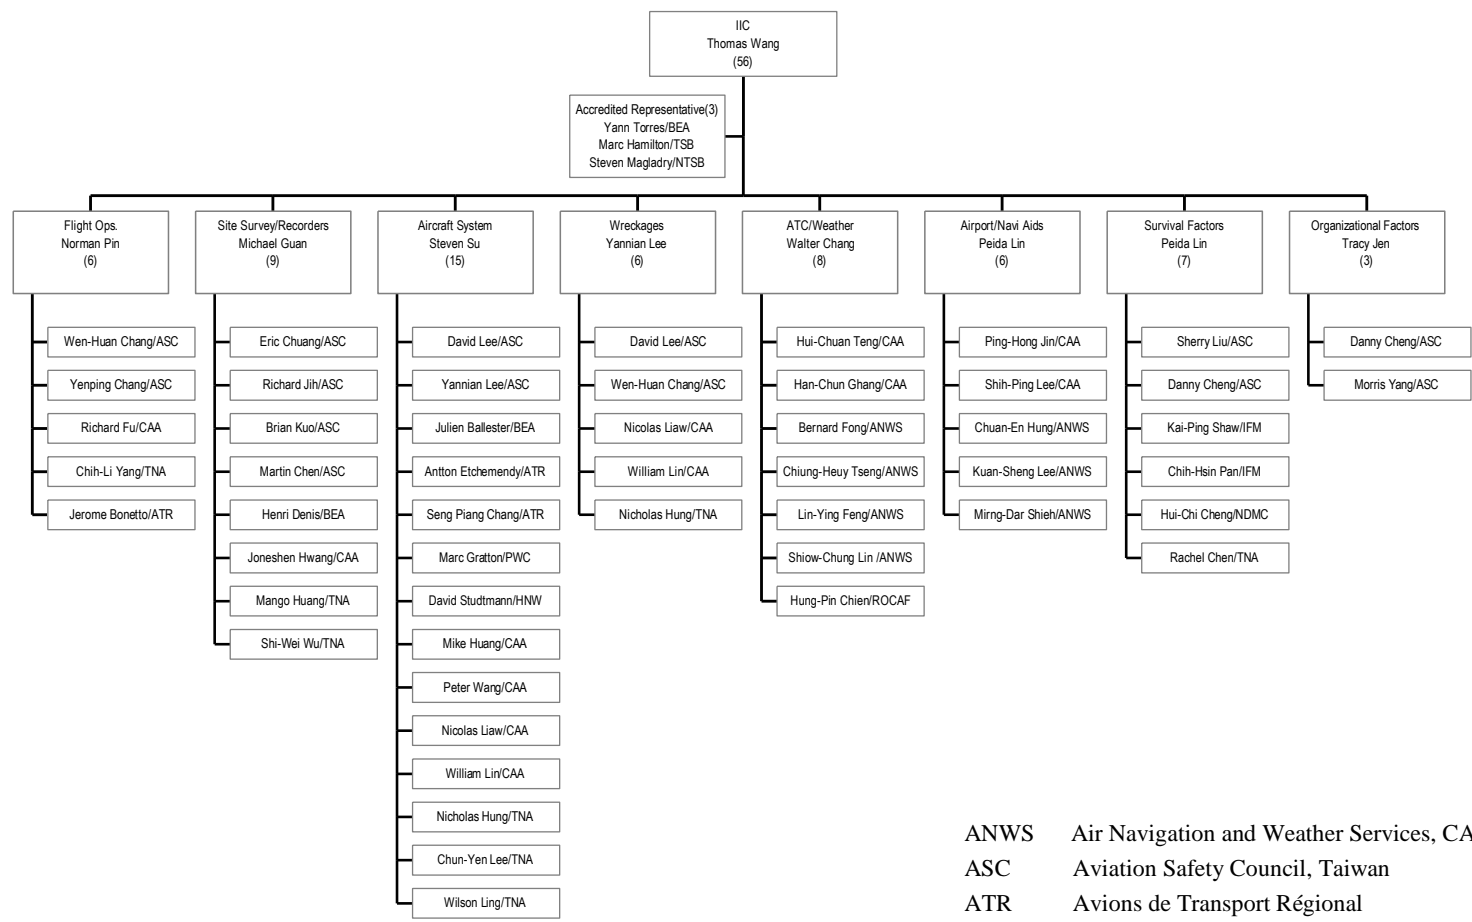 IIC
Thomas Wang
(56)
Accredited Representative(3)
Yann Torres/BEA
Marc Hamilton/TSB
Steven Magladry/NTSB
Flight Ops.
Norman Pin
(6)
Wen-Huan Chang/ASC
Yenping Chang/ASC
Richard Fu/CAA
Chih-Li Yang/TNA
Jerome Bonetto/ATR
Site Survey/Recorders
Michael Guan
(9)
Eric Chuang/ASC
Richard Jih/ASC
Brian Kuo/ASC
Martin Chen/ASC
Henri Denis/BEA
Joneshen Hwang/CAA
Mango Huang/TNA
Shi-Wei Wu/TNA
Aircraft System
Steven Su
(15)
David Lee/ASC
Yannian Lee/ASC
Julien Ballester/BEA
Antton Etchemendy/ATR
Seng Piang Chang/ATR
Marc Gratton/PWC
David Studtmann/HNW
Mike Huang/CAA
Peter Wang/CAA
Nicolas Liaw/CAA
William Lin/CAA
Nicholas Hung/TNA
Chun-Yen Lee/TNA
Wilson Ling/TNA
Wreckages
Yannian Lee
(6)
David Lee/ASC
Wen-Huan Chang/ASC
Nicolas Liaw/CAA
William Lin/CAA
Nicholas Hung/TNA
ATC/Weather
Walter Chang
(8)
Hui-Chuan Teng/CAA
Han-Chun Ghang/CAA
Bernard Fong/ANWS
Chiung-Heuy Tseng/ANWS
Lin-Ying Feng/ANWS
Shiow-Chung Lin /ANWS
Hung-Pin Chien/ROCAF
Airport/Navi Aids
Peida Lin
(6)
Ping-Hong Jin/CAA
Shih-Ping Lee/CAA
Chuan-En Hung/ANWS
Kuan-Sheng Lee/ANWS
Mirng-Dar Shieh/ANWS
Survival Factors
Peida Lin
(7)
Sherry Liu/ASC
Danny Cheng/ASC
Kai-Ping Shaw/IFM
Chih-Hsin Pan/IFM
Hui-Chi Cheng/NDMC
Rachel Chen/TNA
Organizational Factors
Tracy Jen
(3)
Danny Cheng/ASC
Morris Yang/ASC
ANWS Air Navigation and Weather Services, CA
ASC Aviation Safety Council, Taiwan
ATR Avions de Transport Régional